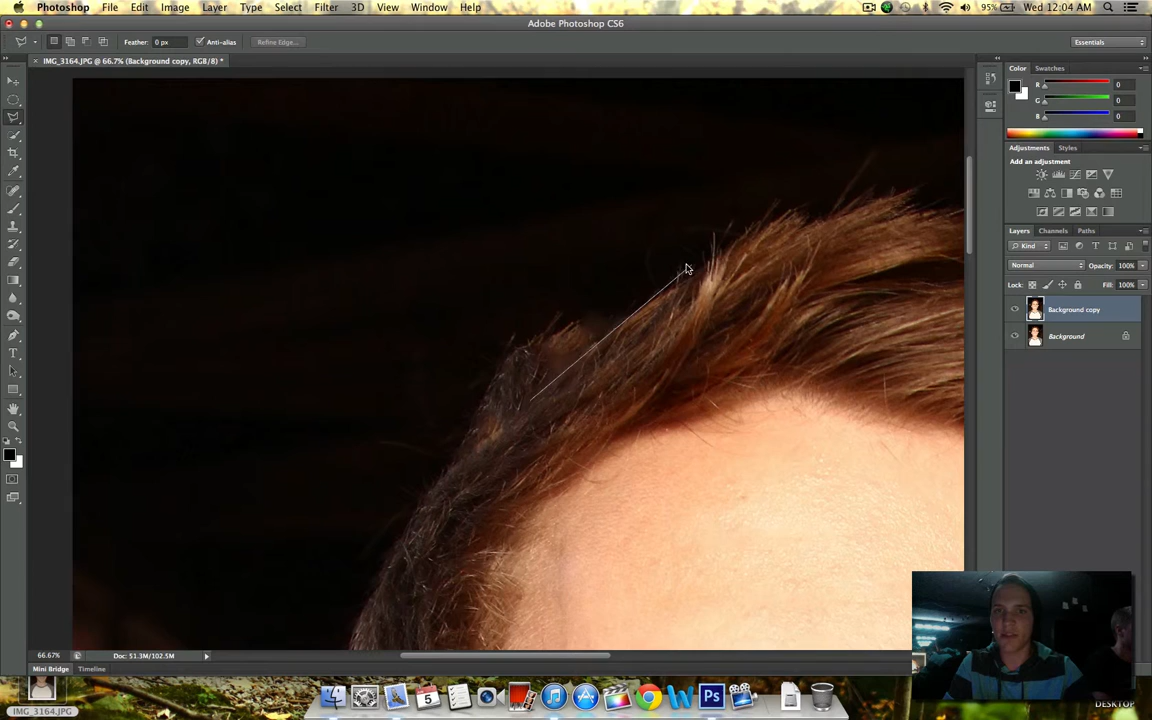 Photoshop File Edit Image Layer Type Select Filter 3D View Window Help 95% Wed 12:04 AM
Adobe Photoshop CS6
Feather: 0 px Anti-alias Refine Edge... Essentials
× IMG_3164.JPG @ 66.7% (Background copy, RGB/8) *
Color Swatches
R 0
G 0
B 0
Adjustments Styles
Add an adjustment
Layers Channels Paths
Kind
Normal Opacity: 100%
Lock: Fill: 100%
Background copy
Background
66.67% Doc: 51.3M/102.5M
Mini Bridge Timeline
5
IMG_3164.JPG
DESKTOP